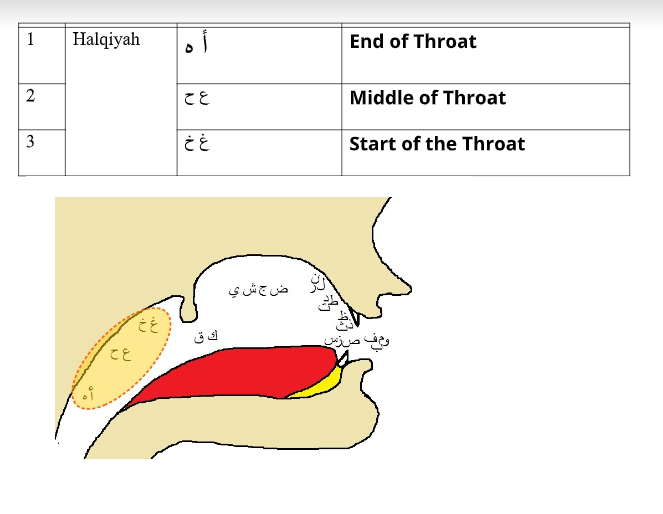 1 Halqiyah أ ه End of Throat
2 ع ح Middle of Throat
3 غ خ Start of the Throat
ض ج ش ي
ل ن ر
ط د ت
ظ ذ ث
غ خ
ك ق
ص ز س
و م ف ب
ع ح
أ ه